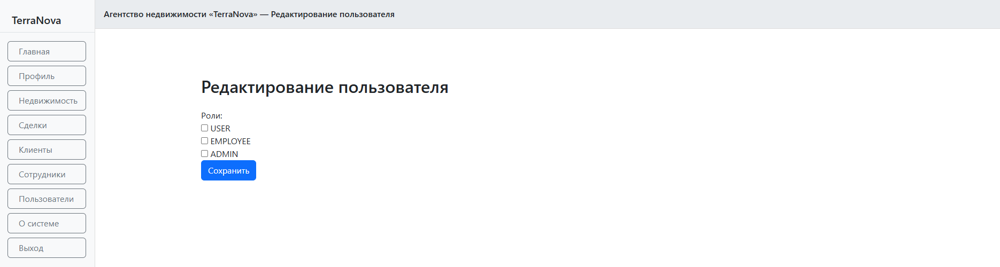 TerraNova
Главная
Профиль
Недвижимость
Сделки
Клиенты
Сотрудники
Пользователи
О системе
Выход
Агентство недвижимости «TerraNova» — Редактирование пользователя
Редактирование пользователя
Роли:
USER
EMPLOYEE
ADMIN
Сохранить